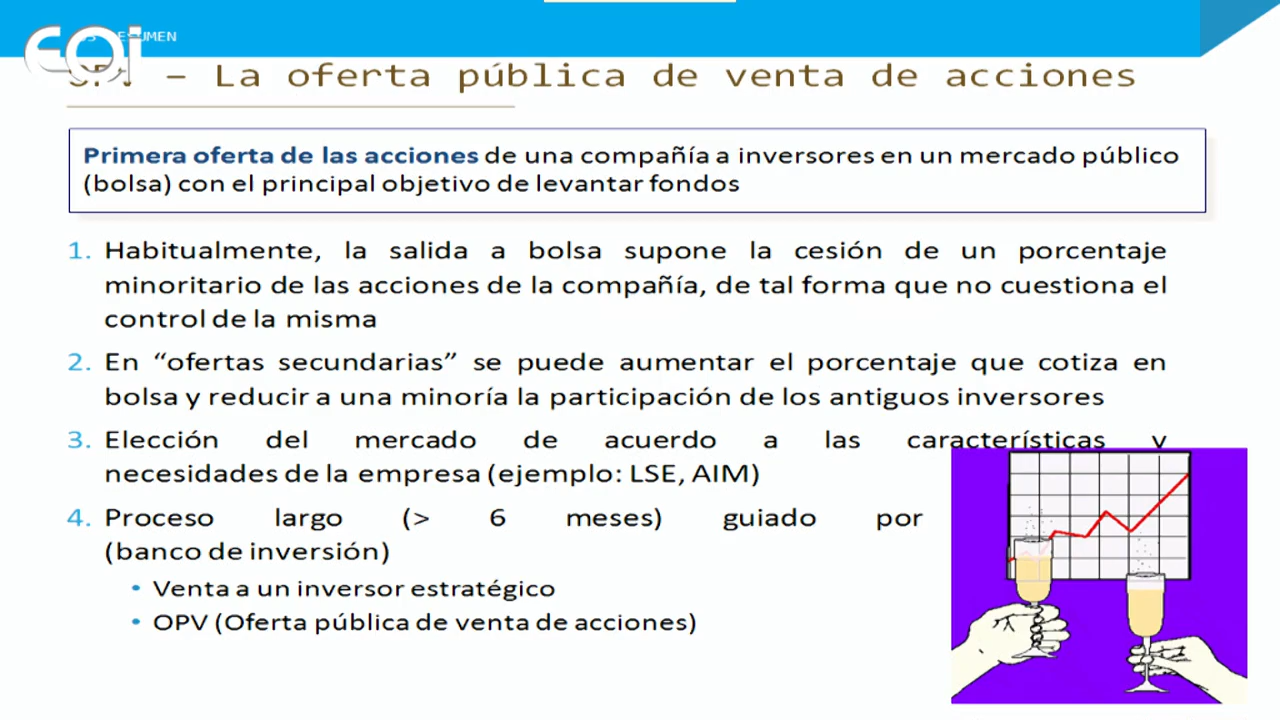 EOI
– La oferta pública de venta de acciones
Primera oferta de las acciones de una compañía a inversores en un mercado público
(bolsa) con el principal objetivo de levantar fondos
1. Habitualmente, la salida a bolsa supone la cesión de un porcentaje
minoritario de las acciones de la compañía, de tal forma que no cuestiona el
control de la misma
2. En “ofertas secundarias” se puede aumentar el porcentaje que cotiza en
bolsa y reducir a una minoría la participación de los antiguos inversores
3. Elección del mercado de acuerdo a las características y
necesidades de la empresa (ejemplo: LSE, AIM)
4. Proceso largo (> 6 meses) guiado por
(banco de inversión)
• Venta a un inversor estratégico
• OPV (Oferta pública de venta de acciones)